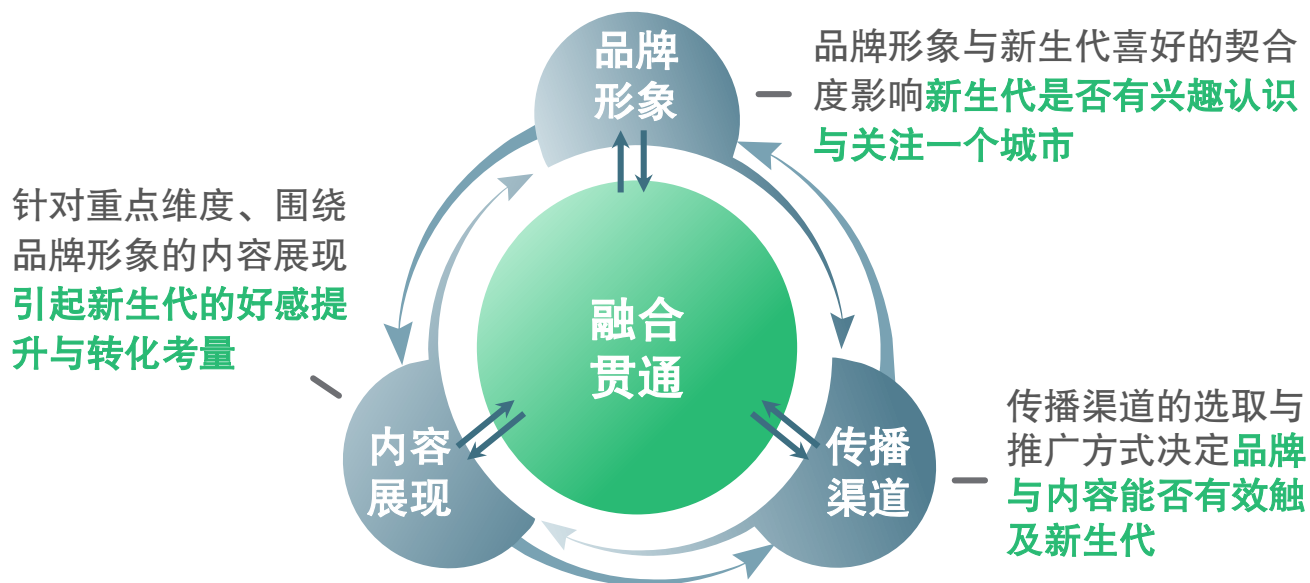 品牌
形象
品牌形象与新生代喜好的契合
度影响新生代是否有兴趣认识
与关注一个城市
针对重点维度、围绕
品牌形象的内容展现
引起新生代的好感提
升与转化考量
融合
贯通
内容
展现
传播
渠道
传播渠道的选取与
推广方式决定品牌
与内容能否有效触
及新生代